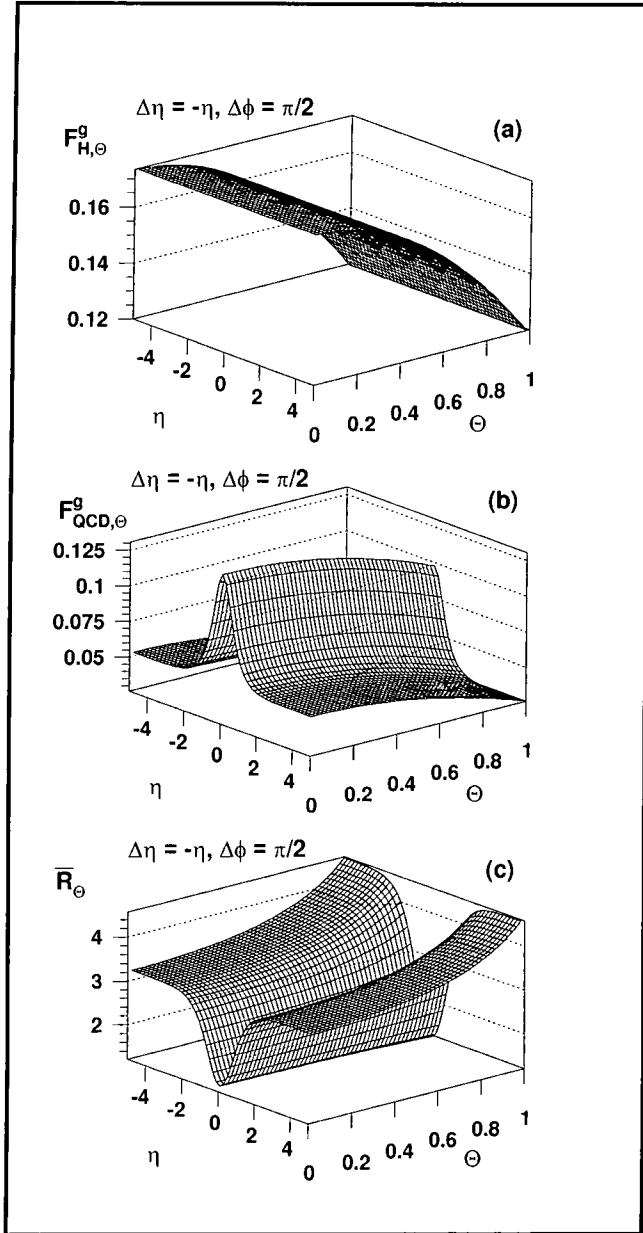 Δη = -η, Δϕ = π/2
(a)
F^g_H,Θ
0.16
0.14
0.12
-4 -2 0 2 4
η
0 0.2 0.4 0.6 0.8 1
Θ
Δη = -η, Δϕ = π/2
(b)
F^g_QCD,Θ
0.125
0.1
0.075
0.05
-4 -2 0 2 4
η
0 0.2 0.4 0.6 0.8 1
Θ
Δη = -η, Δϕ = π/2
(c)
R̅_Θ
4
3
2
-4 -2 0 2 4
η
0 0.2 0.4 0.6 0.8 1
Θ